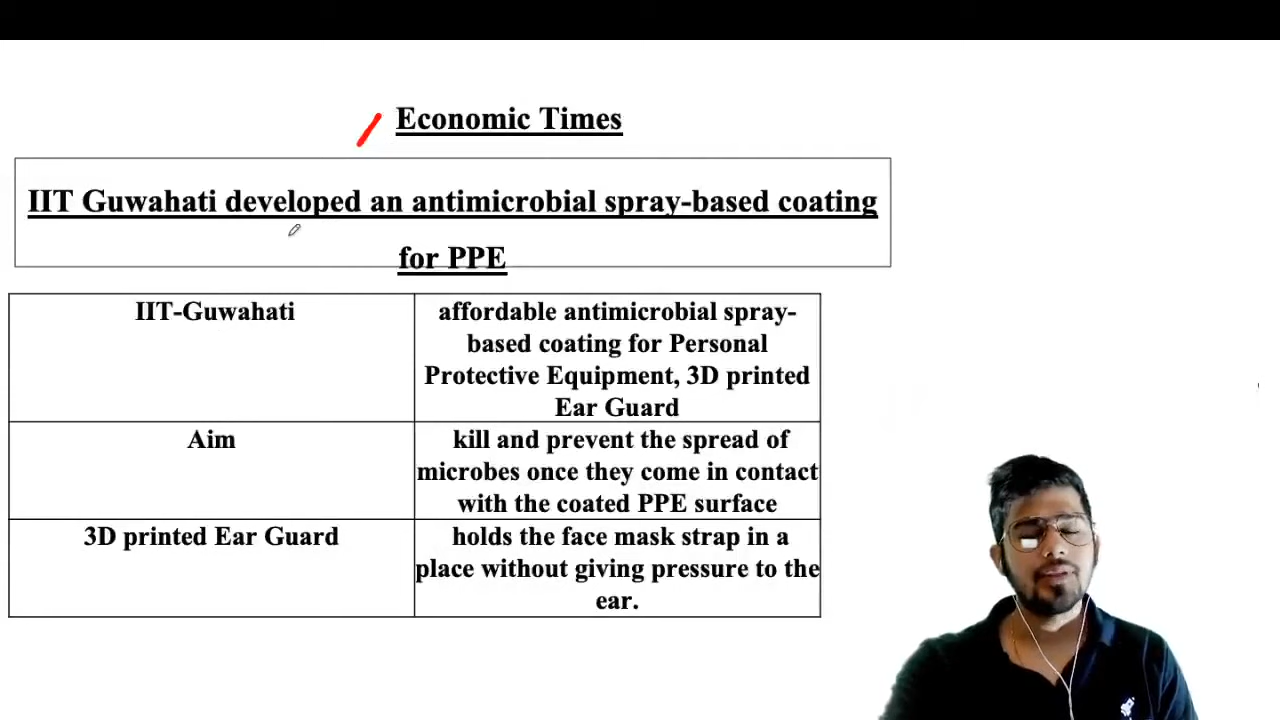 Economic Times
IIT Guwahati developed an antimicrobial spray-based coating
for PPE
IIT-Guwahati
affordable antimicrobial spray-
based coating for Personal
Protective Equipment, 3D printed
Ear Guard
Aim
kill and prevent the spread of
microbes once they come in contact
with the coated PPE surface
3D printed Ear Guard
holds the face mask strap in a
place without giving pressure to the
ear.